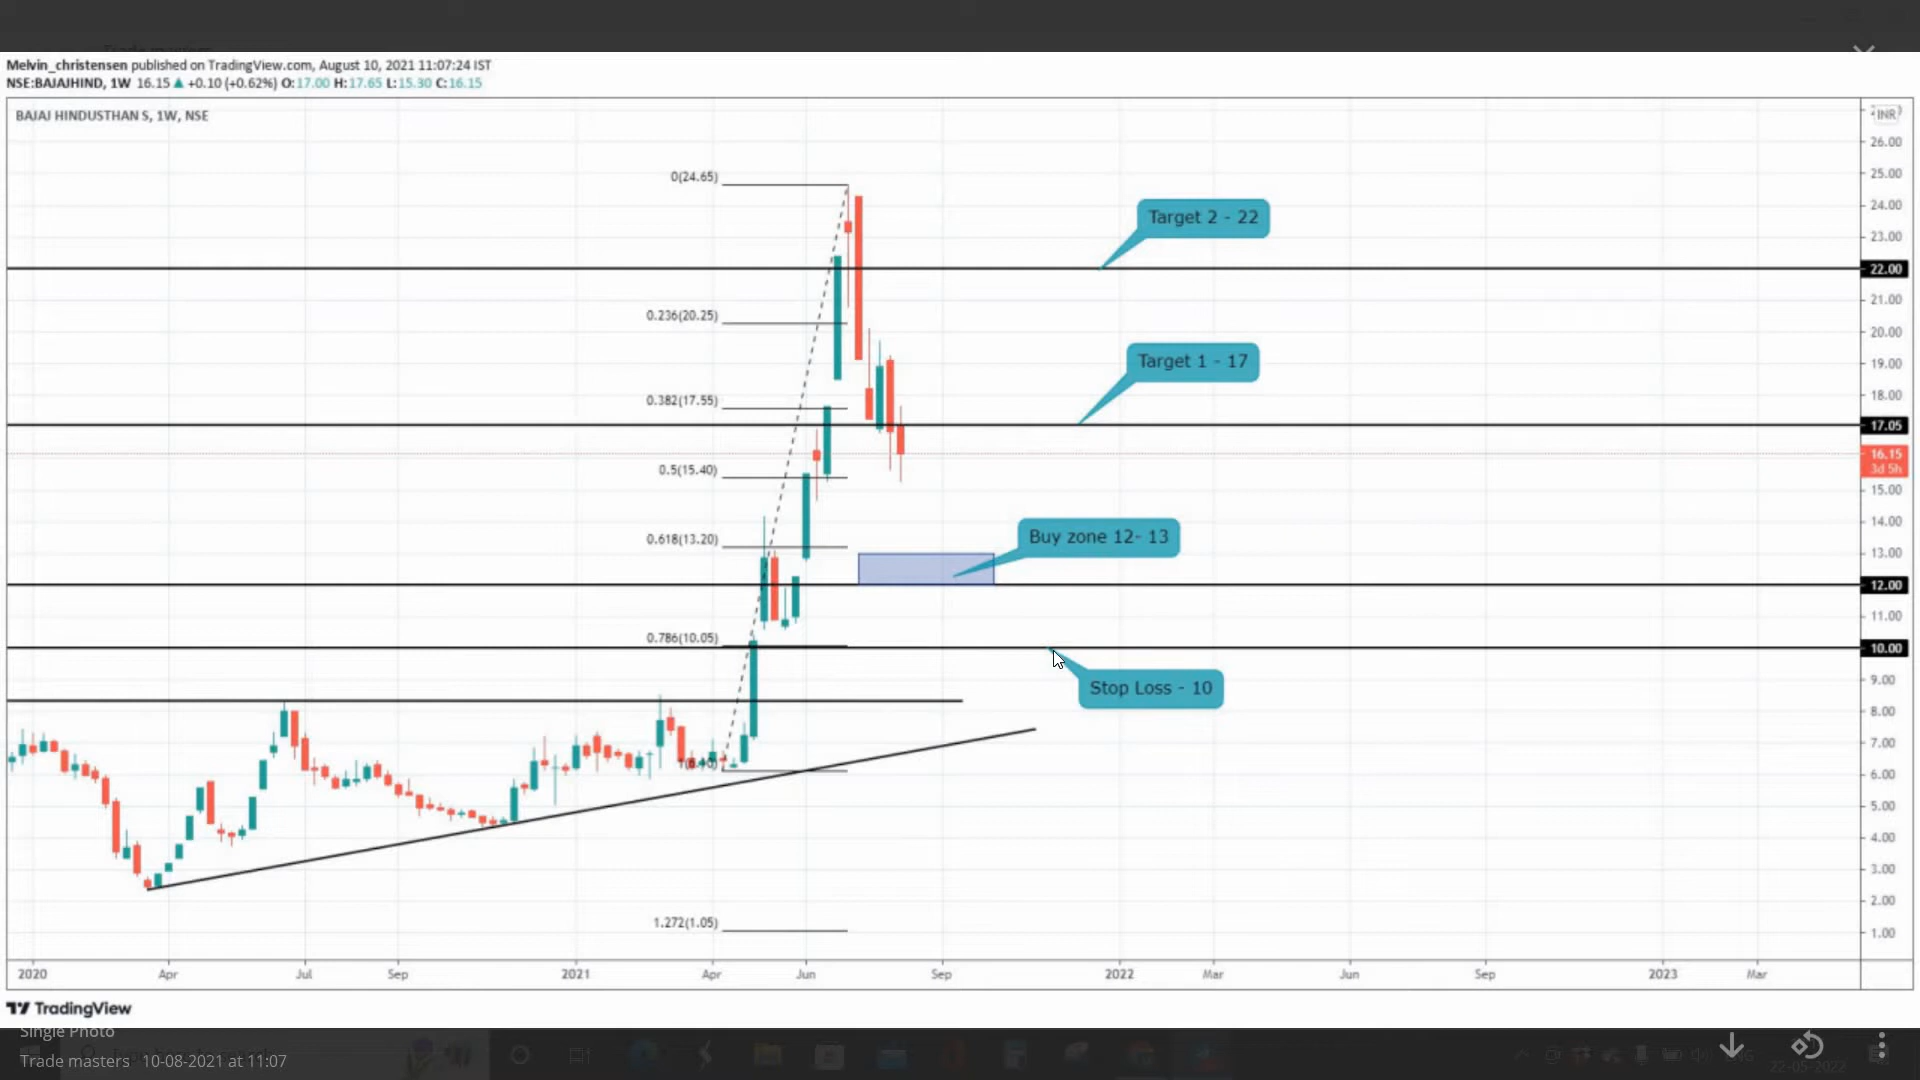 Melvin_christensen published on TradingView.com, August 10, 2021 11:07:24 IST
NSE:BAJAJHIND, 1W 16.15 ▲ +0.10 (+0.62%) O:17.00 H:17.65 L:15.30 C:16.15
BAJAJ HINDUSTHAN S, 1W, NSE
INR
26.00
25.00
24.00
23.00
22.00
21.00
20.00
19.00
18.00
17.05
16.15
3d 5h
15.00
14.00
13.00
12.00
11.00
10.00
9.00
8.00
7.00
6.00
5.00
4.00
3.00
2.00
1.00
0(24.65)
Target 2 - 22
0.236(20.25)
Target 1 - 17
0.382(17.55)
0.5(15.40)
Buy zone 12- 13
0.618(13.20)
0.786(10.05)
Stop Loss - 10
1.272(1.05)
2020 Apr Jul Sep 2021 Apr Jun Sep 2022 Mar Jun Sep 2023 Mar
TradingView
Single Photo
Trade masters 10-08-2021 at 11:07
22-05-2022